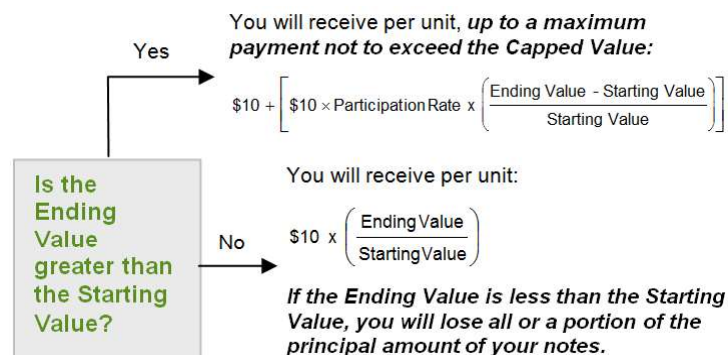 You will receive per unit, up to a maximum
payment not to exceed the Capped Value:
Yes
$10 + [ $10 × Participation Rate x ( Ending Value - Starting Value / Starting Value ) ]
Is the
Ending
Value
greater than
the Starting
Value?
You will receive per unit:
No
$10 x ( Ending Value / Starting Value )
If the Ending Value is less than the Starting
Value, you will lose all or a portion of the
principal amount of your notes.